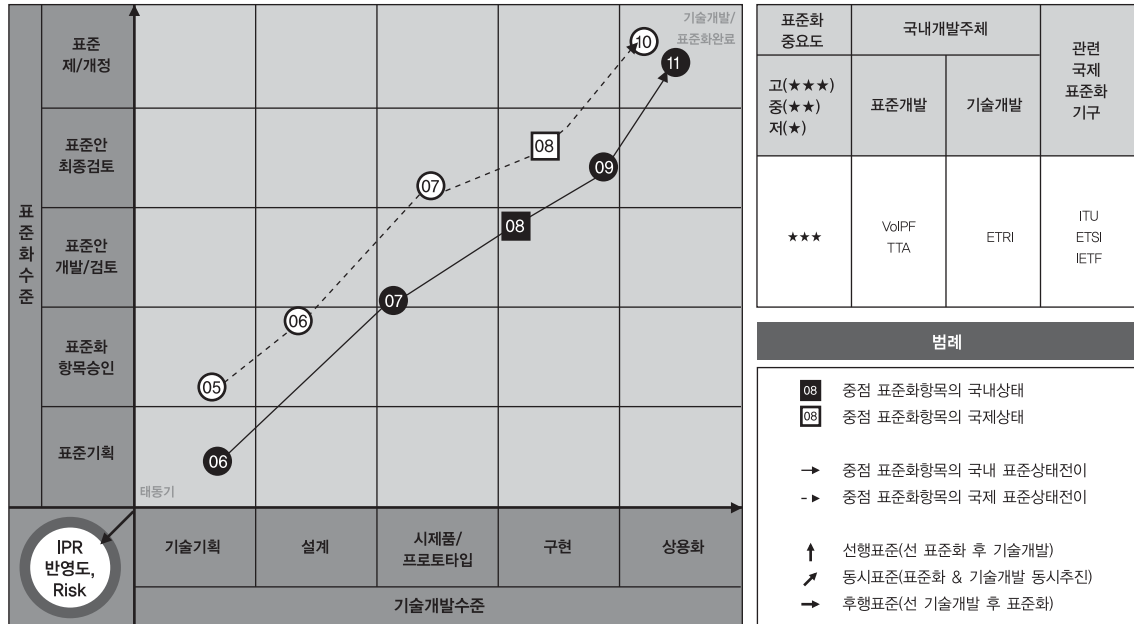 표준화수준
표준
제/개정
표준안
최종검토
표준안
개발/검토
표준화
항목승인
표준기획
기술개발/
표준화완료
10
11
08
09
07
08
07
06
05
06
태동기
IPR
반영도,
Risk
기술기획
설계
시제품/
프로토타입
구현
상용화
기술개발수준
표준화
중요도
국내개발주체
관련
국제
표준화
기구
고(★★★)
중(★★)
저(★)
표준개발
기술개발
★★★
VoIPF
TTA
ETRI
ITU
ETSI
IETF
범례
08 중점 표준화항목의 국내상태
08 중점 표준화항목의 국제상태
중점 표준화항목의 국내 표준상태전이
중점 표준화항목의 국제 표준상태전이
선행표준(선 표준화 후 기술개발)
동시표준(표준화 & 기술개발 동시추진)
후행표준(선 기술개발 후 표준화)